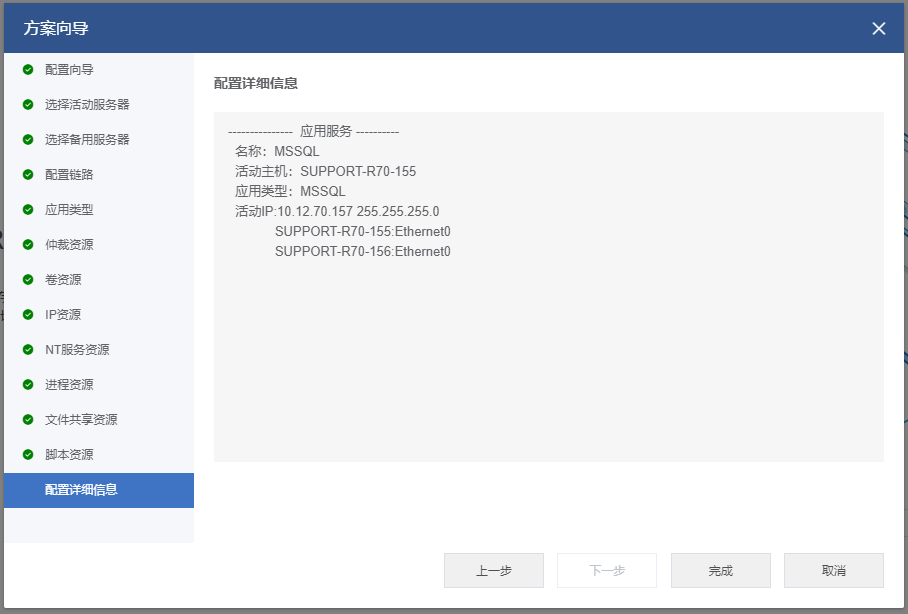 方案向导
配置向导
选择活动服务器
选择备用服务器
配置链路
应用类型
仲裁资源
卷资源
IP资源
NT服务资源
进程资源
文件共享资源
脚本资源
配置详细信息
配置详细信息
--------------- 应用服务 ----------
名称：MSSQL
活动主机：SUPPORT-R70-155
应用类型：MSSQL
活动IP:10.12.70.157 255.255.255.0
SUPPORT-R70-155:Ethernet0
SUPPORT-R70-156:Ethernet0
上一步
下一步
完成
取消